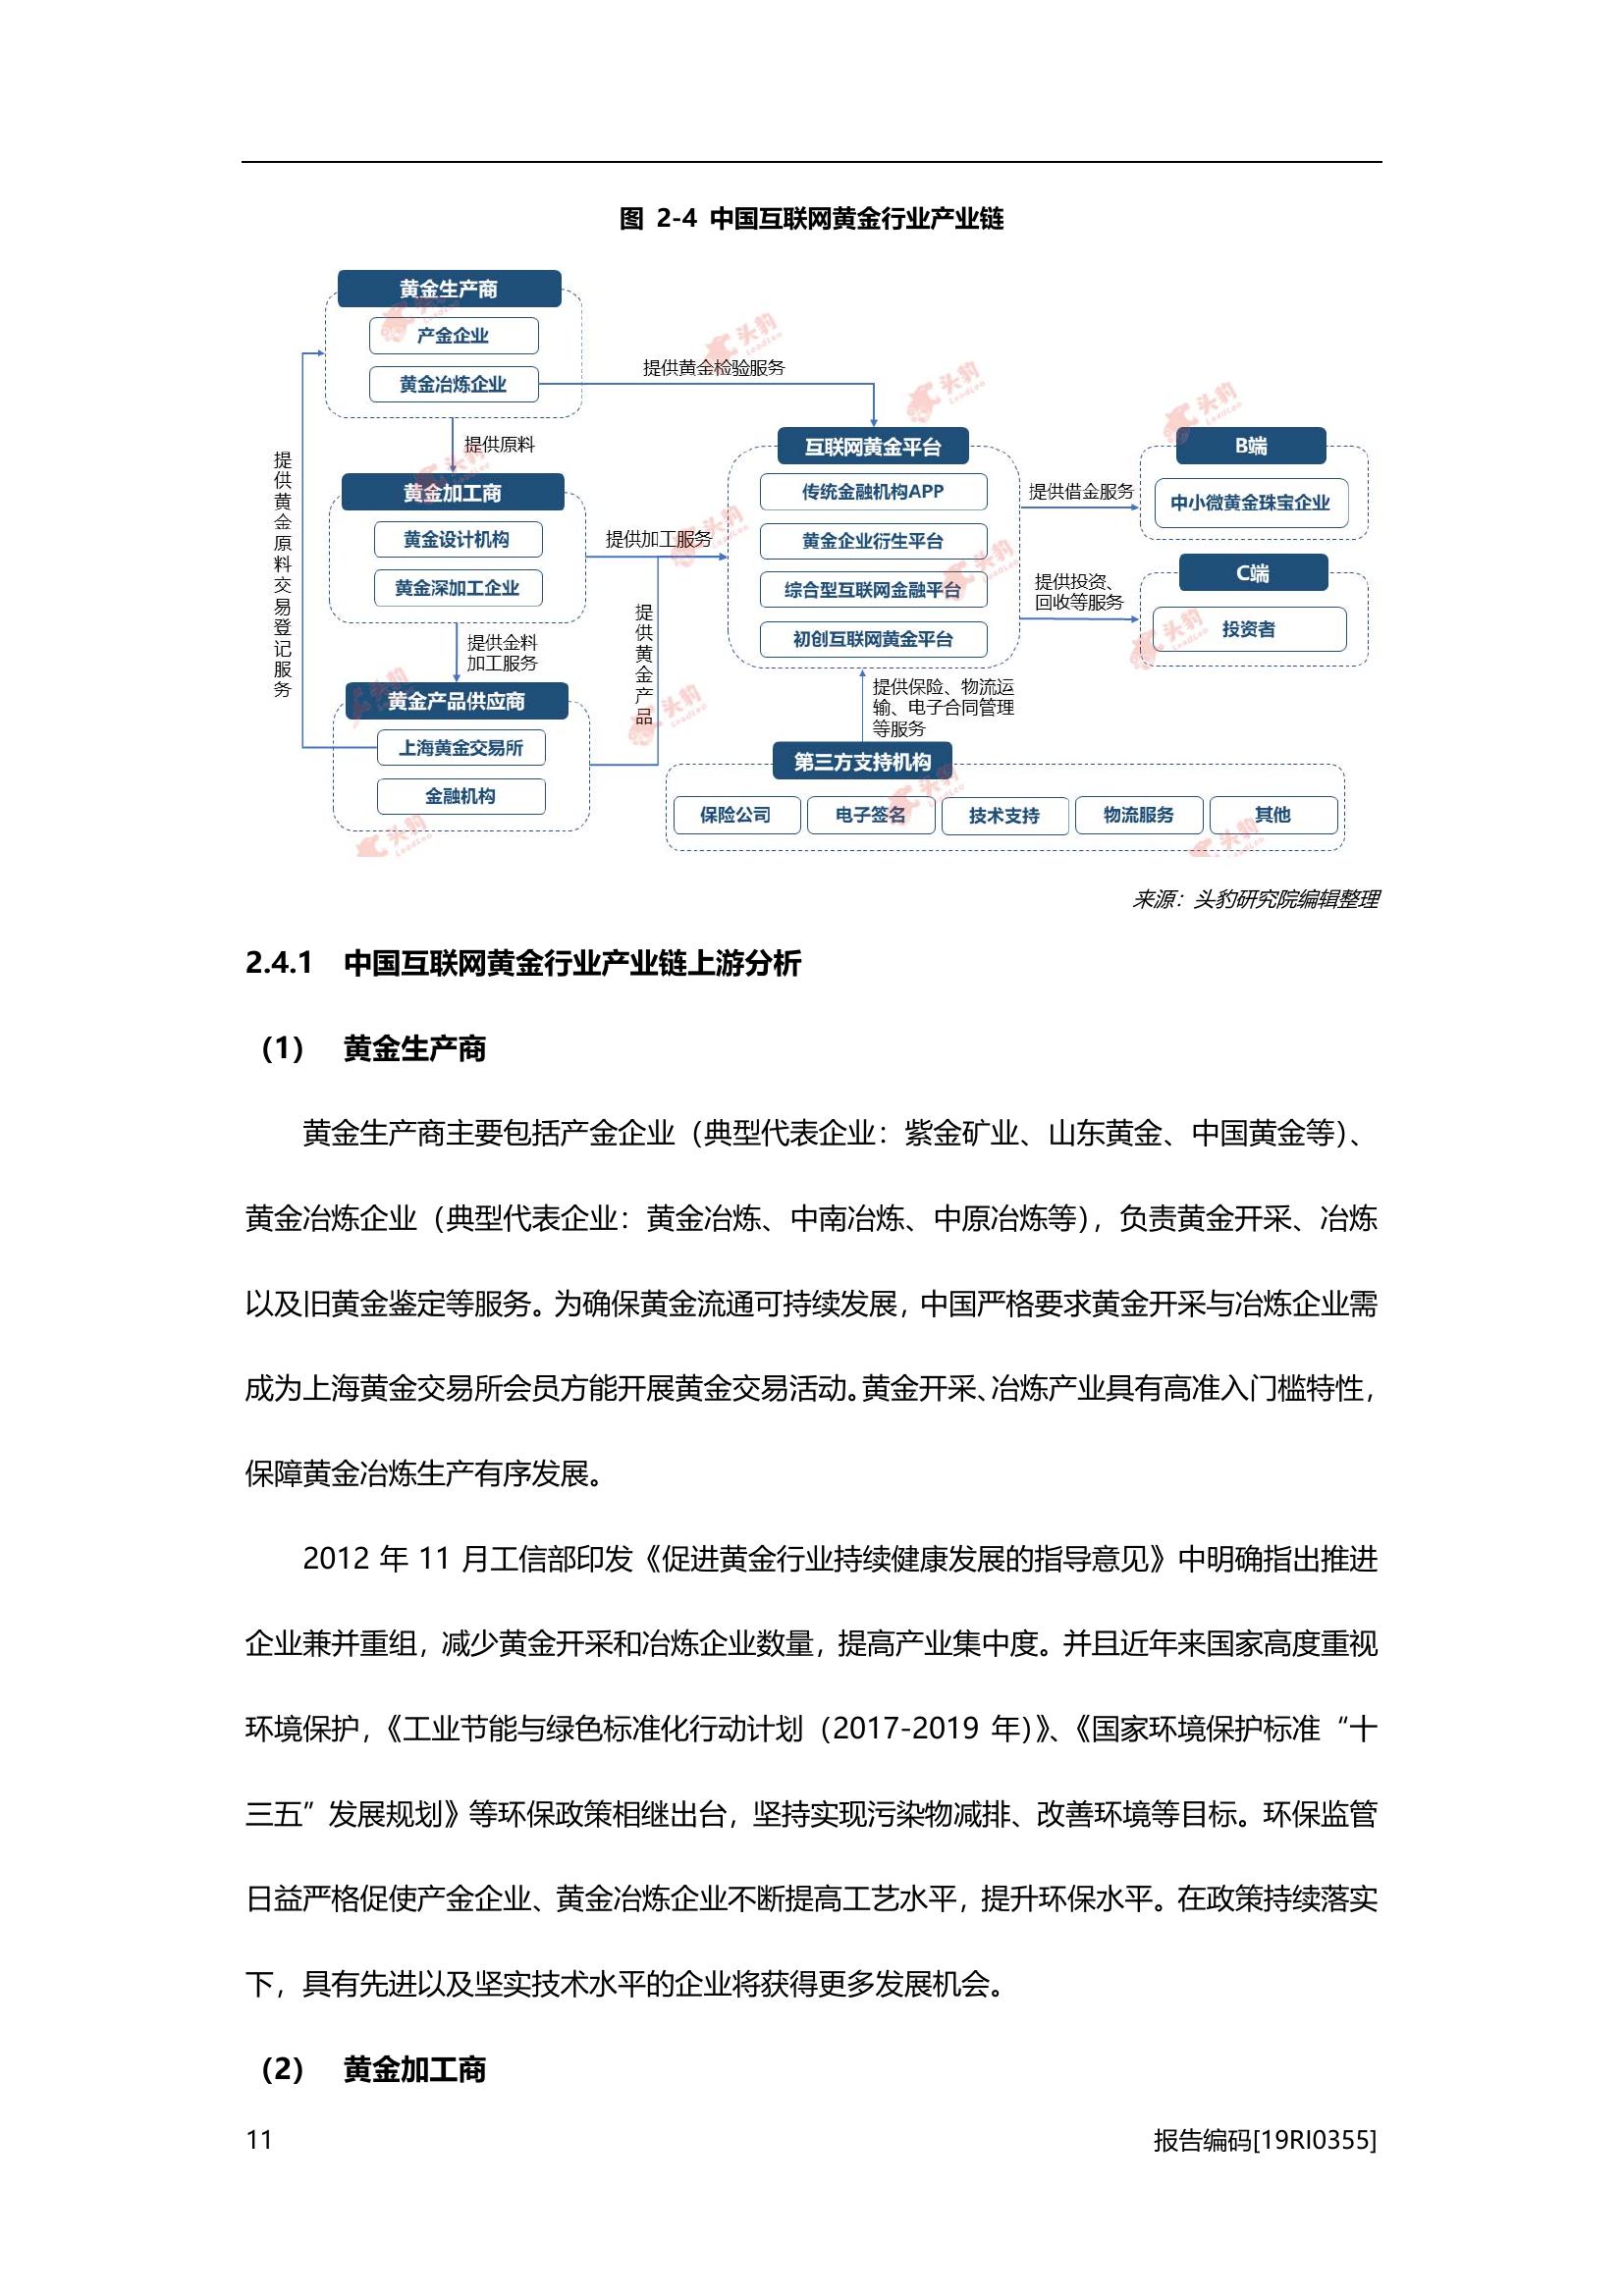 图 2-4 中国互联网黄金行业产业链
黄金生产商
产金企业
黄金冶炼企业
提供黄金检验服务
提供原料
提供黄金原料交易登记服务
黄金加工商
黄金设计机构
黄金深加工企业
提供加工服务
提供金料
加工服务
提供黄金产品
黄金产品供应商
上海黄金交易所
金融机构
互联网黄金平台
传统金融机构APP
黄金企业衍生平台
综合型互联网金融平台
初创互联网黄金平台
提供借金服务
提供投资、
回收等服务
B端
中小微黄金珠宝企业
C端
投资者
提供保险、物流运
输、电子合同管理
等服务
第三方支持机构
保险公司
电子签名
技术支持
物流服务
其他
头豹
LeadLeo
来源：头豹研究院编辑整理
2.4.1 中国互联网黄金行业产业链上游分析
（1） 黄金生产商
黄金生产商主要包括产金企业（典型代表企业：紫金矿业、山东黄金、中国黄金等）、
黄金冶炼企业（典型代表企业：黄金冶炼、中南冶炼、中原冶炼等），负责黄金开采、冶炼
以及旧黄金鉴定等服务。为确保黄金流通可持续发展，中国严格要求黄金开采与冶炼企业需
成为上海黄金交易所会员方能开展黄金交易活动。黄金开采、冶炼产业具有高准入门槛特性，
保障黄金冶炼生产有序发展。
2012 年 11 月工信部印发《促进黄金行业持续健康发展的指导意见》中明确指出推进
企业兼并重组，减少黄金开采和冶炼企业数量，提高产业集中度。并且近年来国家高度重视
环境保护，《工业节能与绿色标准化行动计划（2017-2019 年）》、《国家环境保护标准“十
三五”发展规划》等环保政策相继出台，坚持实现污染物减排、改善环境等目标。环保监管
日益严格促使产金企业、黄金冶炼企业不断提高工艺水平，提升环保水平。在政策持续落实
下，具有先进以及坚实技术水平的企业将获得更多发展机会。
（2） 黄金加工商
11
报告编码[19RI0355]